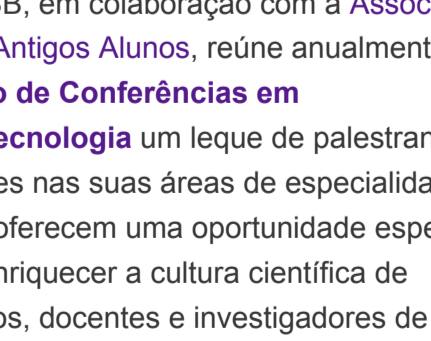 SB, em colaboração com a Assoc
Antigos Alunos, reúne anualment
o de Conferências em
ecnologia um leque de palestran
es nas suas áreas de especialida
oferecem uma oportunidade espe
nriquecer a cultura científica de
os, docentes e investigadores de